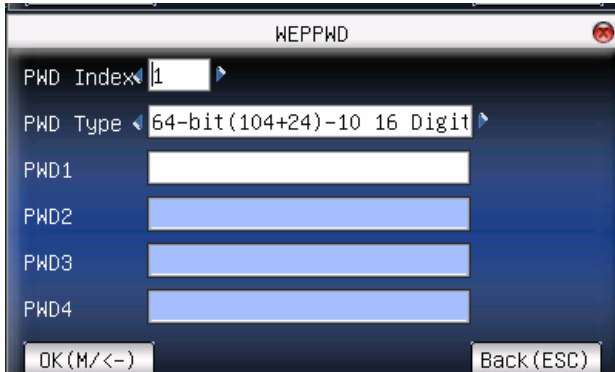 WEPPWD
PWD Index 1
PWD Type 64-bit(104+24)-10 16 Digit
PWD1
PWD2
PWD3
PWD4
OK(M/<-) Back(ESC)